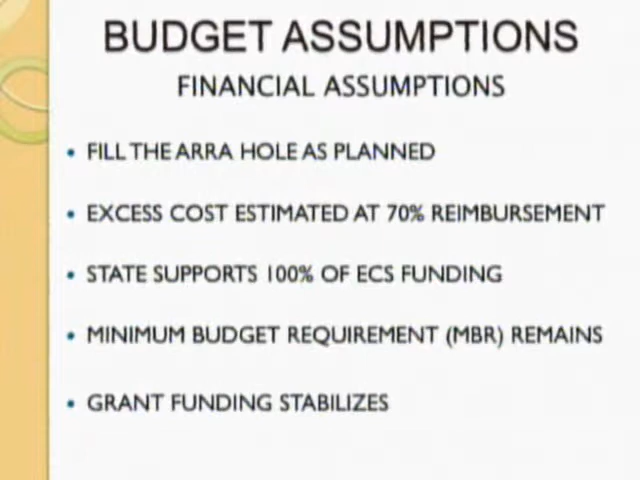 BUDGET ASSUMPTIONS
FINANCIAL ASSUMPTIONS
• FILL THE ARRA HOLE AS PLANNED
• EXCESS COST ESTIMATED AT 70% REIMBURSEMENT
• STATE SUPPORTS 100% OF ECS FUNDING
• MINIMUM BUDGET REQUIREMENT (MBR) REMAINS
• GRANT FUNDING STABILIZES